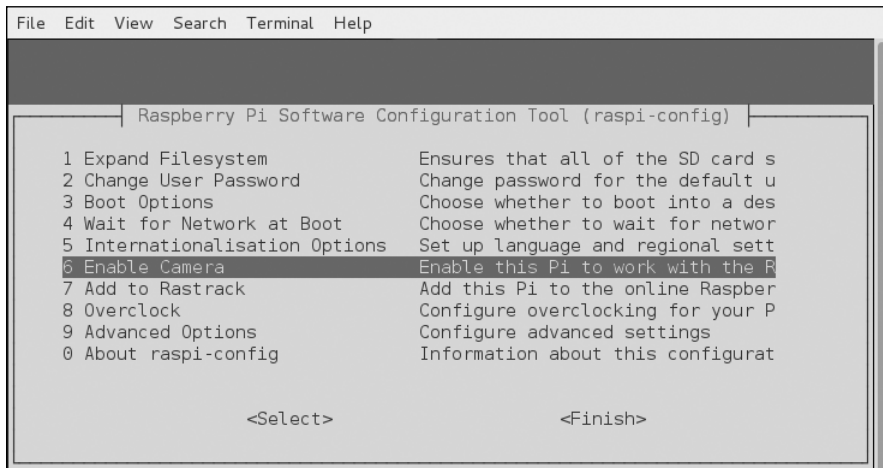 File Edit View Search Terminal Help
Raspberry Pi Software Configuration Tool (raspi-config)
1 Expand Filesystem Ensures that all of the SD card s
2 Change User Password Change password for the default u
3 Boot Options Choose whether to boot into a des
4 Wait for Network at Boot Choose whether to wait for networ
5 Internationalisation Options Set up language and regional sett
6 Enable Camera Enable this Pi to work with the R
7 Add to Rastrack Add this Pi to the online Raspber
8 Overclock Configure overclocking for your P
9 Advanced Options Configure advanced settings
0 About raspi-config Information about this configurat
<Select> <Finish>